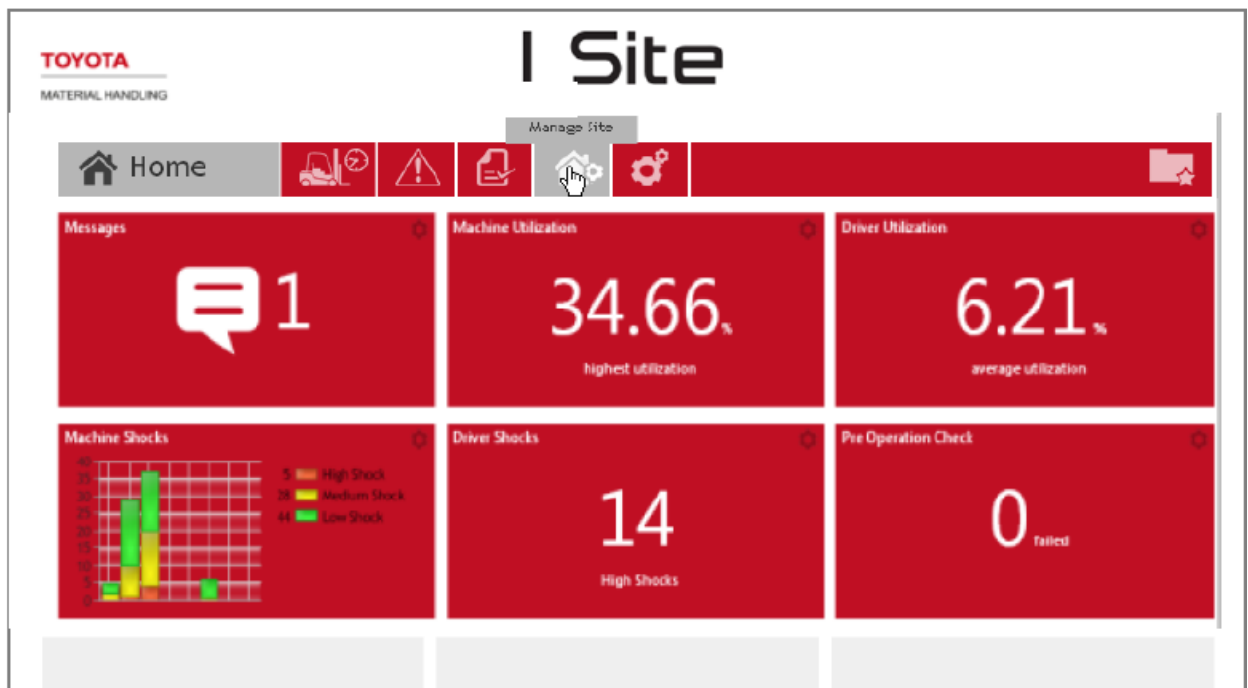 TOYOTA
MATERIAL HANDLING
I Site
Manage Site
Home
Messages
1
Machine Utilization
34.66%
highest utilization
Driver Utilization
6.21%
average utilization
Machine Shocks
40
35
30
25
20
15
10
5
0
5 High Shock
28 Medium Shock
44 Low Shock
Driver Shocks
14
High Shocks
Pre Operation Check
0 failed